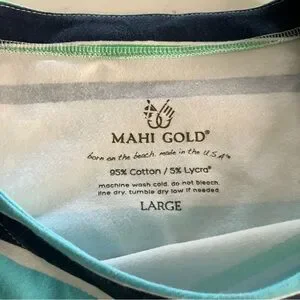 MAHI GOLD®
born on the beach. made in the U.S.A.™
95% Cotton / 5% Lycra®
machine wash cold. do not bleach.
line dry. tumble dry low if needed.
LARGE